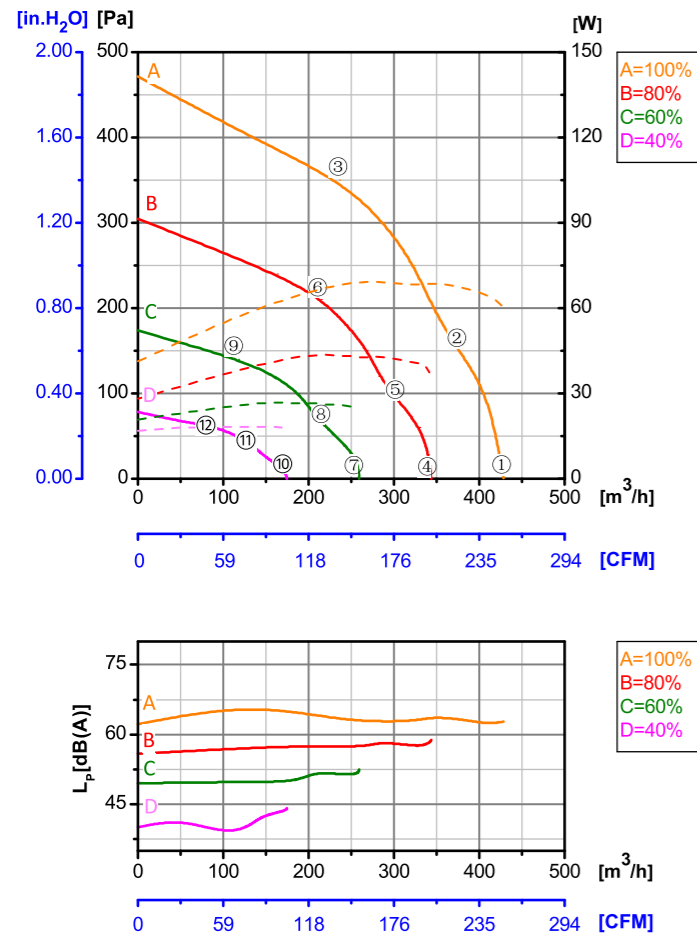 [in.H2O] [Pa] [W]
2.00 500 150
A A=100%
B=80%
C=60%
D=40%
1.60 400 120
③
1.20 300 90
B
⑥
0.80 200 60
C ② ⑨
0.40 100 30
D ⑤ ⑧
⑫ ⑪ ⑩ ⑦ ④ ①
0.00 0 0
0 100 200 300 400 500 [m3/h]
0 59 118 176 235 294 [CFM]
75
A=100%
B=80%
C=60%
D=40%
A
60
B
C
45
D
LP[dB(A)]
0 100 200 300 400 500 [m3/h]
0 59 118 176 235 294 [CFM]